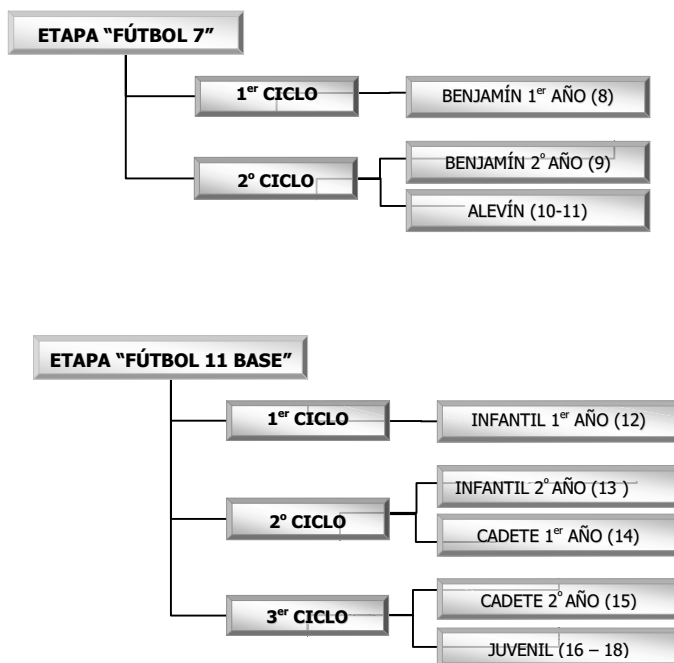 ETAPA “FÚTBOL 7”
1er CICLO
BENJAMÍN 1er AÑO (8)
2º CICLO
BENJAMÍN 2º AÑO (9)
ALEVÍN (10-11)
ETAPA “FÚTBOL 11 BASE”
1er CICLO
INFANTIL 1er AÑO (12)
2º CICLO
INFANTIL 2º AÑO (13 )
CADETE 1er AÑO (14)
3er CICLO
CADETE 2º AÑO (15)
JUVENIL (16 – 18)